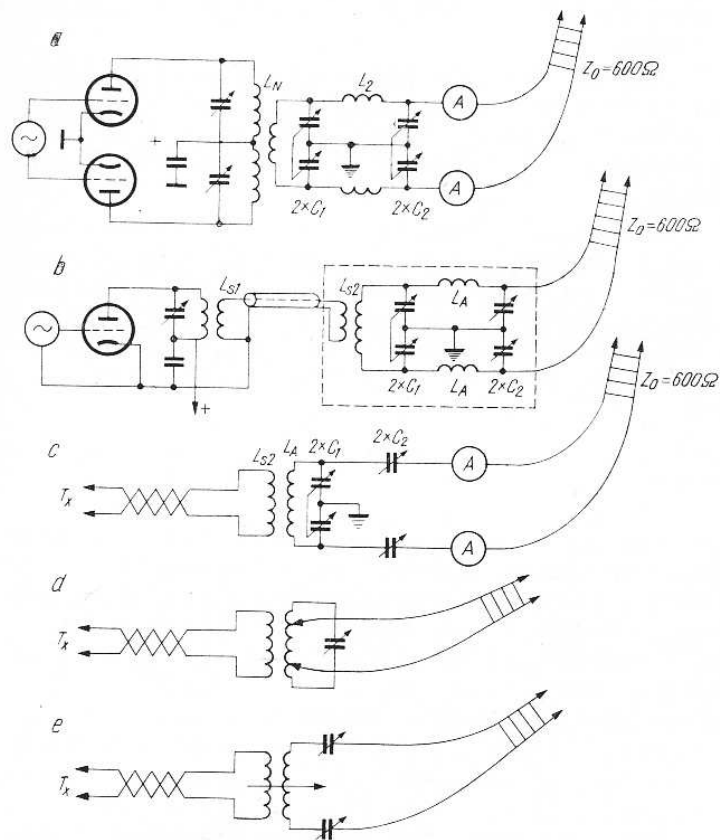 a
L_N
L_2
A
Z_0=600Ω
+
A
2×C_1
2×C_2
b
L_S1
L_S2
L_A
Z_0=600Ω
+
2×C_1
L_A
2×C_2
Z_0=600Ω
c
L_S2
L_A
2×C_1
2×C_2
A
T_x
A
d
T_x
e
T_x